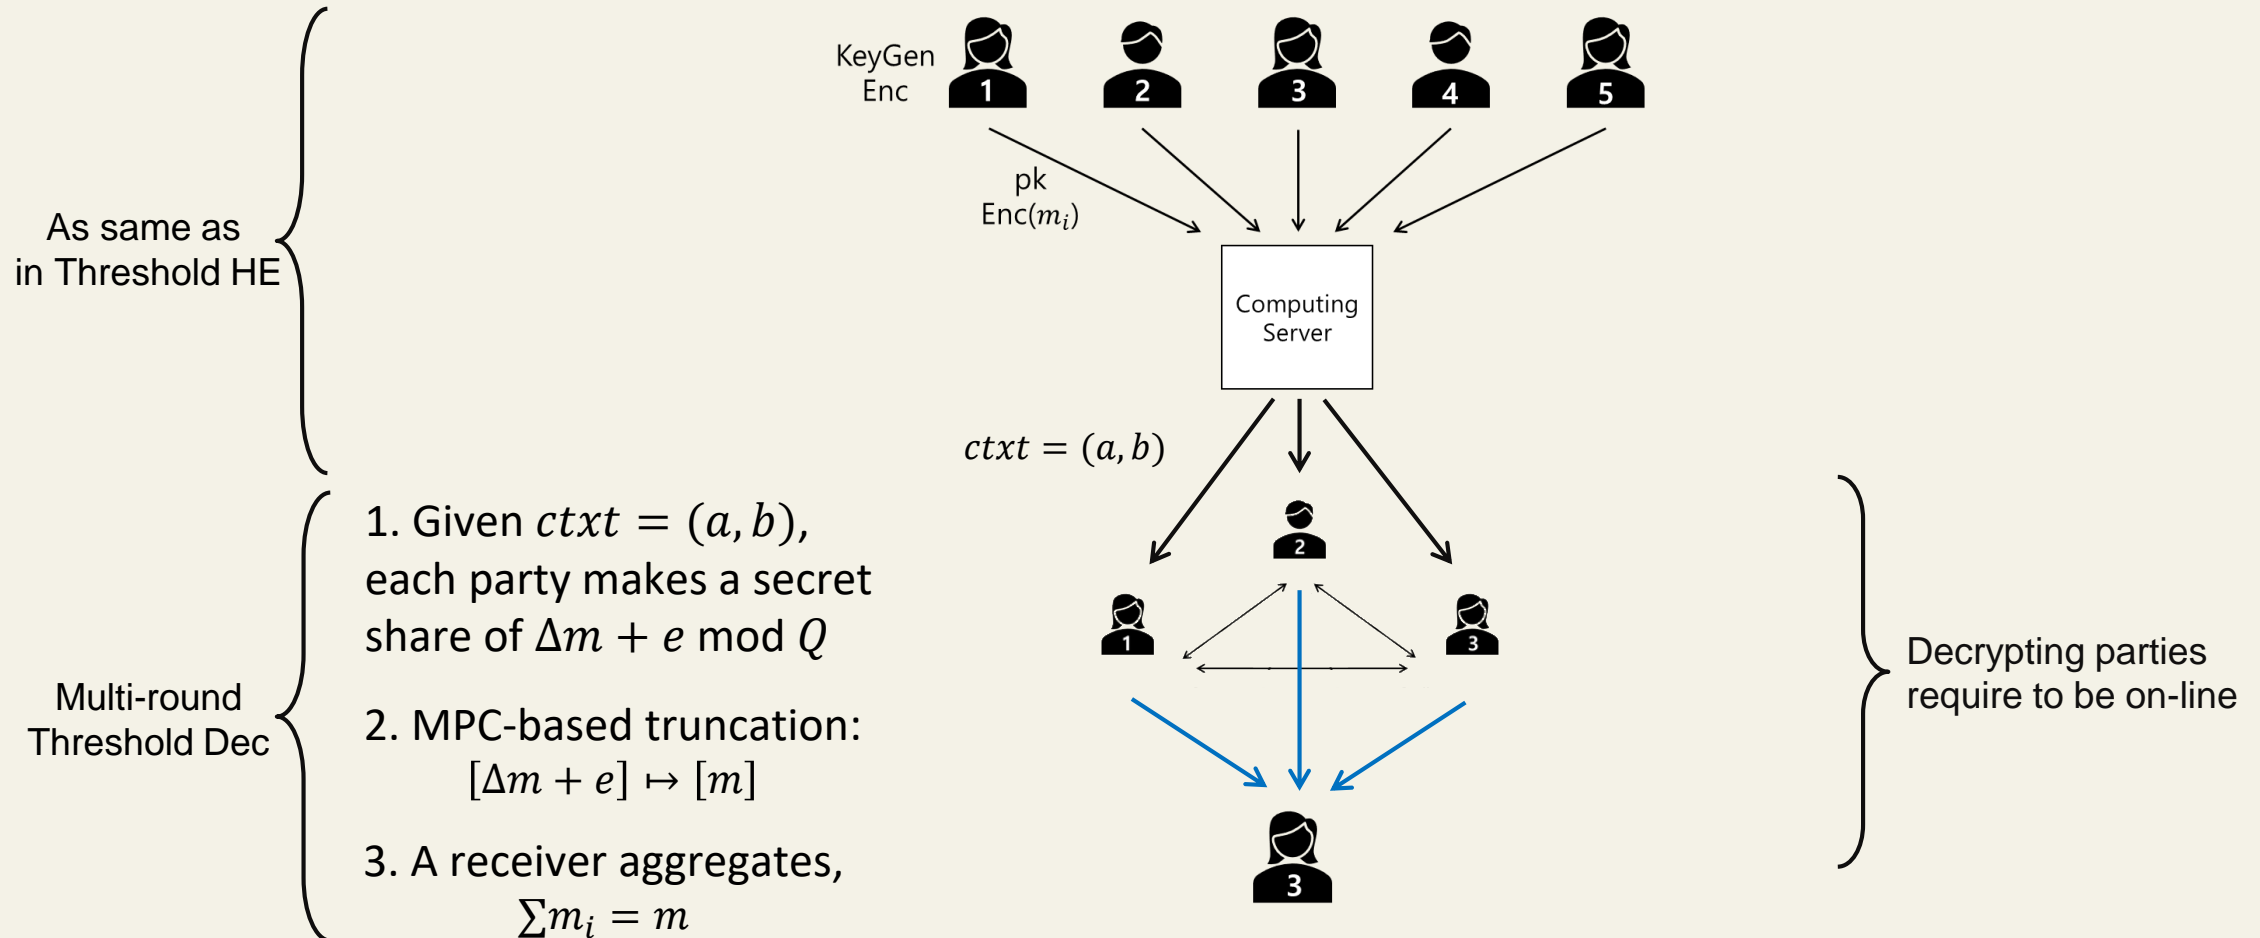 KeyGen
Enc
1
2
3
4
5
pk
Enc(𝑚ᵢ)
As same as
in Threshold HE
Computing
Server
𝑐𝑡𝑥𝑡 = (𝑎, 𝑏)
1. Given 𝑐𝑡𝑥𝑡 = (𝑎, 𝑏),
each party makes a secret
share of Δ𝑚 + 𝑒 mod 𝑄
2. MPC-based truncation:
[Δ𝑚 + 𝑒] ↦ [𝑚]
3. A receiver aggregates,
∑𝑚ᵢ = 𝑚
Multi-round
Threshold Dec
2
1
3
3
Decrypting parties
require to be on-line